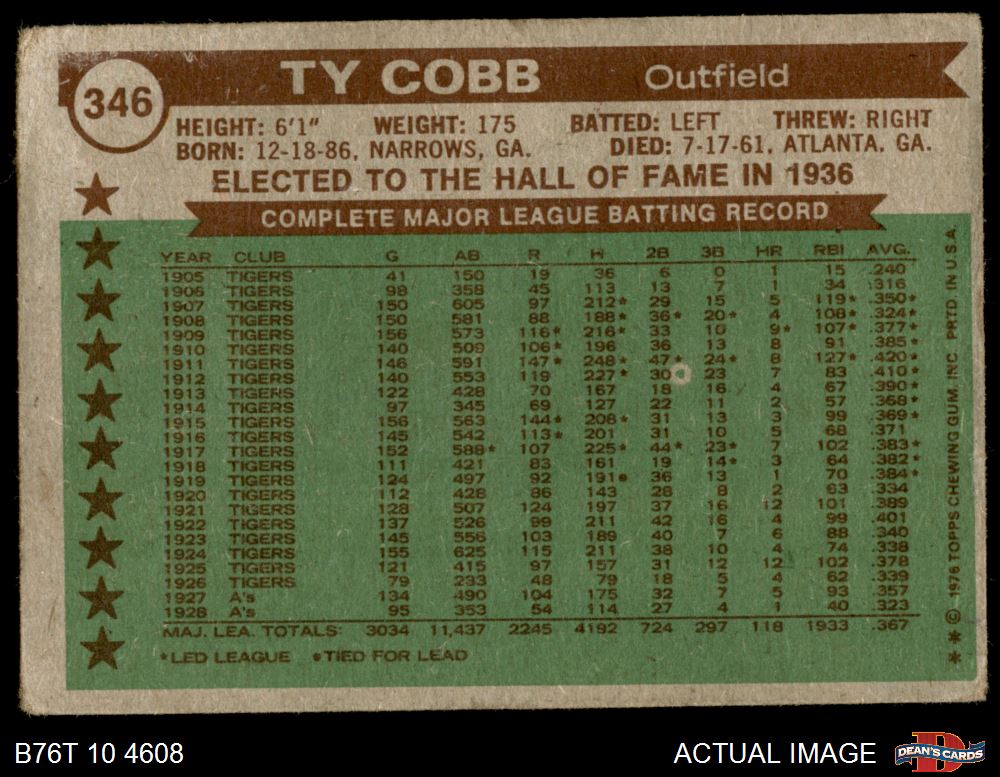 346
TY COBB Outfield
HEIGHT: 6'1" WEIGHT: 175 BATTED: LEFT THREW: RIGHT
BORN: 12-18-86, NARROWS, GA. DIED: 7-17-61, ATLANTA, GA.
ELECTED TO THE HALL OF FAME IN 1936
COMPLETE MAJOR LEAGUE BATTING RECORD
YEAR CLUB G AB R H 2B 3B HR RBI AVG.
1905 TIGERS 41 150 19 36 6 0 1 15 .240
1906 TIGERS 98 358 45 113 13 7 1 34 .316
1907 TIGERS 150 605 97 212* 29 15 5 119* .350*
1908 TIGERS 150 581 88 188* 36* 20* 4 108* .324*
1909 TIGERS 156 573 116* 216* 33 10 9* 107* .377*
1910 TIGERS 140 509 106* 196 36 13 8 91 .385*
1911 TIGERS 146 591 147* 248* 47* 24* 8 127* .420*
1912 TIGERS 140 553 119 227* 30 23 7 83 .410*
1913 TIGERS 122 428 70 167 18 16 4 67 .390*
1914 TIGERS 97 345 69 127 22 11 2 57 .368*
1915 TIGERS 156 563 144* 208* 31 13 3 99 .369*
1916 TIGERS 145 542 113* 201 31 10 5 68 .371
1917 TIGERS 152 588* 107 225* 44* 23* 7 102 .383*
1918 TIGERS 111 421 83 161 19 14* 3 64 .382*
1919 TIGERS 124 497 92 191● 36 13 1 70 .384*
1920 TIGERS 112 428 86 143 28 8 2 63 .334
1921 TIGERS 128 507 124 197 37 16 12 101 .389
1922 TIGERS 137 526 99 211 42 16 4 99 .401
1923 TIGERS 145 556 103 189 40 7 6 88 .340
1924 TIGERS 155 625 115 211 38 10 4 74 .338
1925 TIGERS 121 415 97 157 31 12 12 102 .378
1926 TIGERS 79 233 48 79 18 5 4 62 .339
1927 A's 134 490 104 175 32 7 5 93 .357
1928 A's 95 353 54 114 27 4 1 40 .323
MAJ. LEA. TOTALS: 3034 11,437 2245 4192 724 297 118 1933 .367
*LED LEAGUE ●TIED FOR LEAD
* * © 1976 TOPPS CHEWING GUM, INC. PRTD. IN U.S.A.
B76T 10 4608 ACTUAL IMAGE DEAN'S CARDS